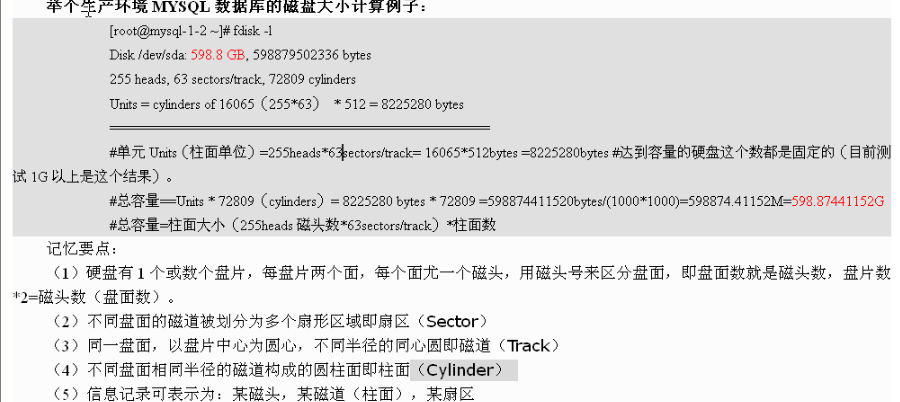 举个生产环境 MYSQL 数据库的磁盘大小计算例子：
[root@mysql-1-2 ~]# fdisk -l
Disk /dev/sda: 598.8 GB, 598879502336 bytes
255 heads, 63 sectors/track, 72809 cylinders
Units = cylinders of 16065（255*63） * 512 = 8225280 bytes
#单元 Units（柱面单位）=255heads*63sectors/track= 16065*512bytes =8225280bytes #达到容量的硬盘这个数都是固定的（目前测
试 1G 以上是这个结果）。
#总容量==Units * 72809（cylinders）= 8225280 bytes * 72809 =598874411520bytes/(1000*1000)=598874.41152M=598.87441152G
#总容量=柱面大小（255heads 磁头数*63sectors/track）*柱面数
记忆要点：
（1）硬盘有 1 个或数个盘片，每盘片两个面，每个面尤一个磁头，用磁头号来区分盘面，即盘面数就是磁头数，盘片数
*2=磁头数（盘面数）。
（2）不同盘面的磁道被划分为多个扇形区域即扇区（Sector）
（3）同一盘面，以盘片中心为圆心，不同半径的同心圆即磁道（Track）
（4）不同盘面相同半径的磁道构成的圆柱面即柱面（Cylinder）
（5）信息记录可表示为：某磁头，某磁道（柱面），某扇区